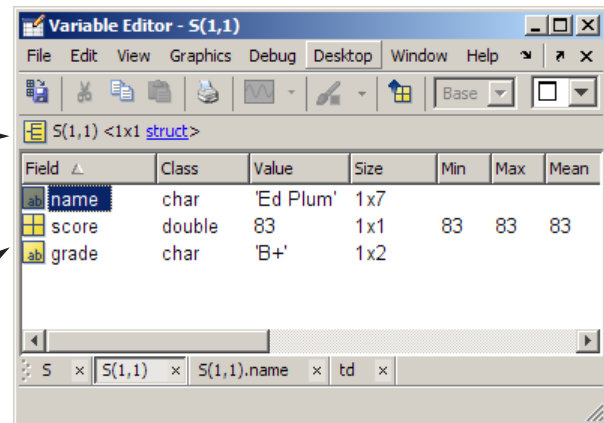 Variable Editor - S(1,1)
File Edit View Graphics Debug Desktop Window Help
Base
S(1,1) <1x1 struct>
Field Class Value Size Min Max Mean
ab name char 'Ed Plum' 1x7
score double 83 1x1 83 83 83
ab grade char 'B+' 1x2
S × S(1,1) × S(1,1).name × td ×